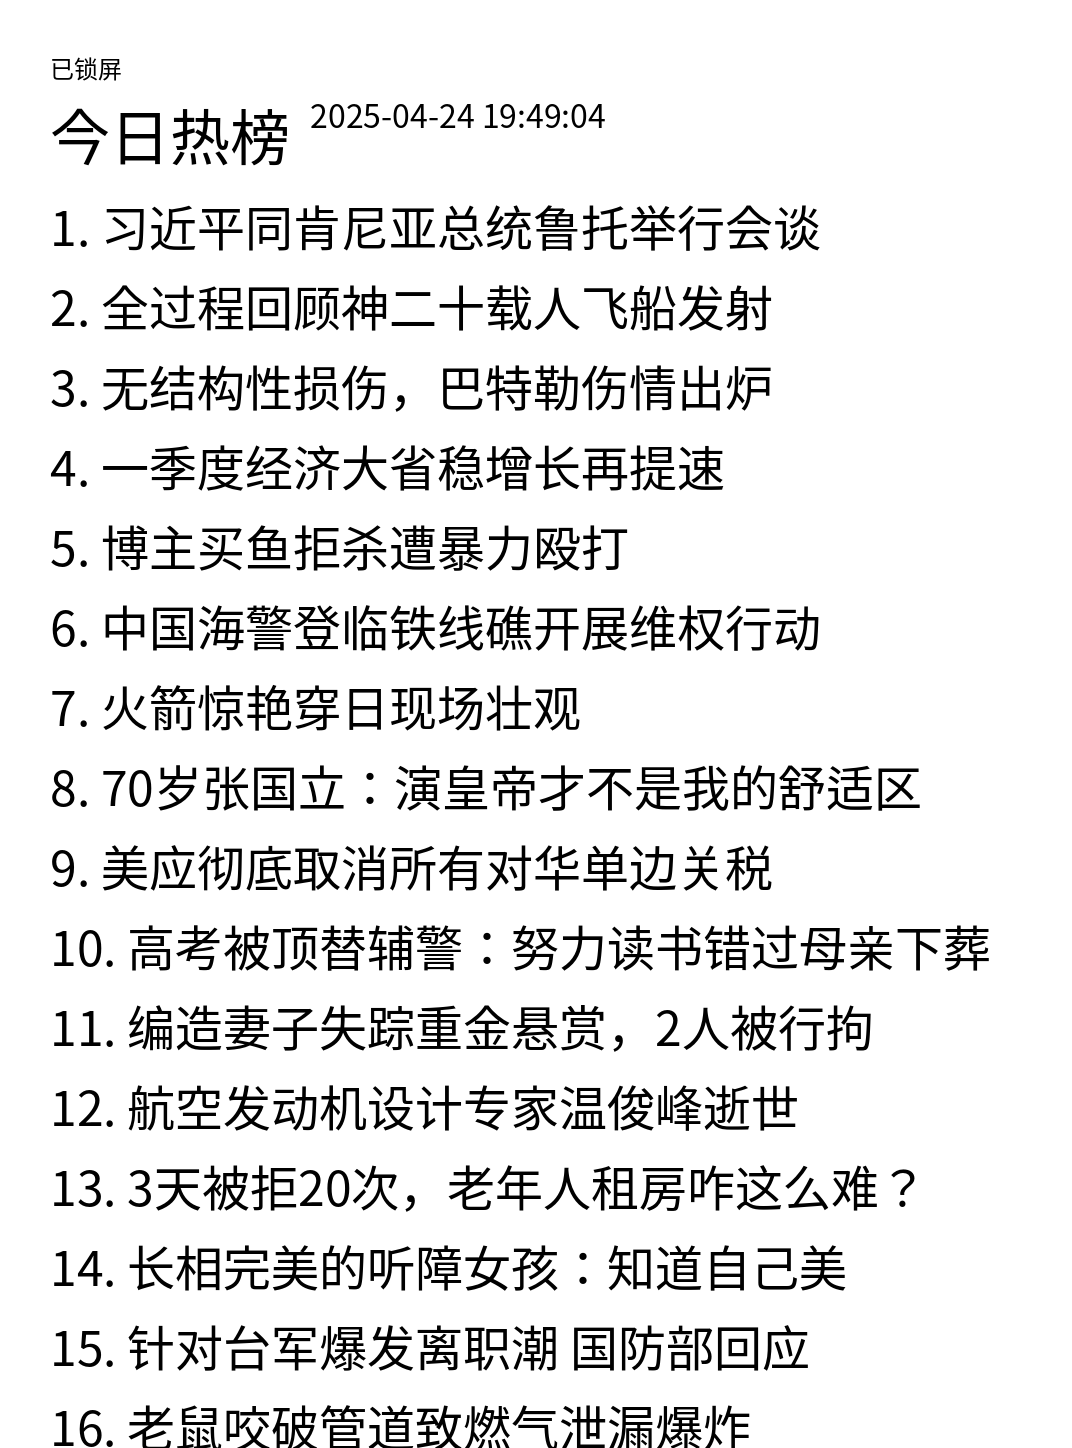 已锁屏
今日热榜 2025-04-24 19:49:04
1. 习近平同肯尼亚总统鲁托举行会谈
2. 全过程回顾神二十载人飞船发射
3. 无结构性损伤，巴特勒伤情出炉
4. 一季度经济大省稳增长再提速
5. 博主买鱼拒杀遭暴力殴打
6. 中国海警登临铁线礁开展维权行动
7. 火箭惊艳穿日现场壮观
8. 70岁张国立：演皇帝才不是我的舒适区
9. 美应彻底取消所有对华单边关税
10. 高考被顶替辅警：努力读书错过母亲下葬
11. 编造妻子失踪重金悬赏，2人被行拘
12. 航空发动机设计专家温俊峰逝世
13. 3天被拒20次，老年人租房咋这么难？
14. 长相完美的听障女孩：知道自己美
15. 针对台军爆发离职潮 国防部回应
16. 老鼠咬破管道致燃气泄漏爆炸